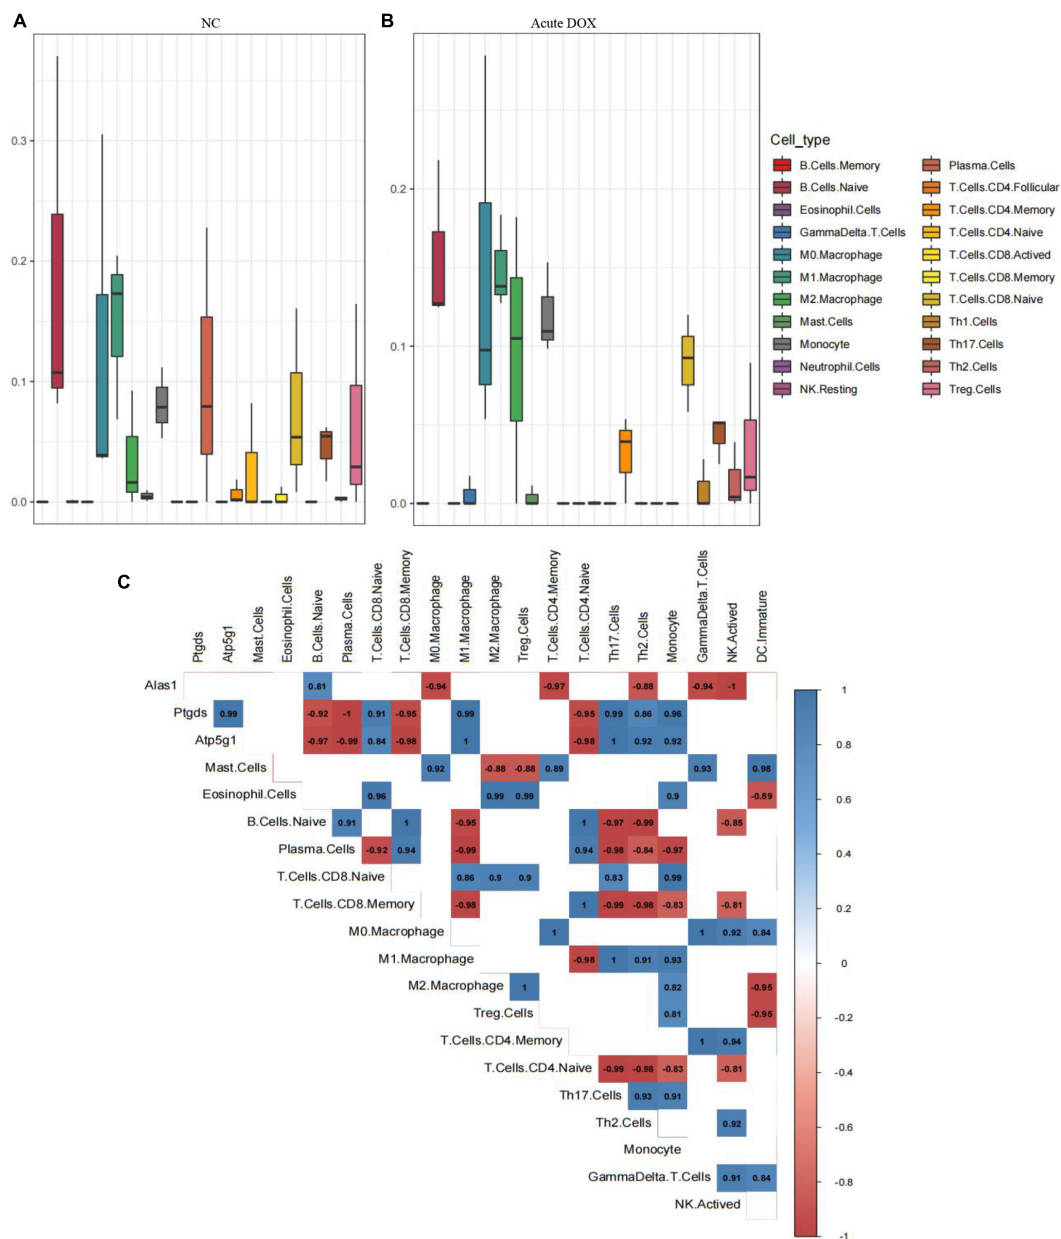 A
NC
B
Acute DOX
0.3
0.2
0.1
0.0
0.2
0.1
0.0
Cell_type
B.Cells.Memory
B.Cells.Naive
Eosinophil.Cells
GammaDelta.T.Cells
M0.Macrophage
M1.Macrophage
M2.Macrophage
Mast.Cells
Monocyte
Neutrophil.Cells
NK.Resting
Plasma.Cells
T.Cells.CD4.Follicular
T.Cells.CD4.Memory
T.Cells.CD4.Naive
T.Cells.CD8.Actived
T.Cells.CD8.Memory
T.Cells.CD8.Naive
Th1.Cells
Th17.Cells
Th2.Cells
Treg.Cells
C
Ptgds
Atp5g1
Mast.Cells
Eosinophil.Cells
B.Cells.Naive
Plasma.Cells
T.Cells.CD8.Naive
T.Cells.CD8.Memory
M0.Macrophage
M1.Macrophage
M2.Macrophage
Treg.Cells
T.Cells.CD4.Memory
T.Cells.CD4.Naive
Th17.Cells
Th2.Cells
Monocyte
GammaDelta.T.Cells
NK.Actived
DC.Immature
Alas1 0.81 -0.94 -0.97 -0.88 -0.94 -1
Ptgds 0.99 -0.92 -1 0.91 -0.95 0.99 -0.95 0.99 0.86 0.96
Atp5g1 -0.97 -0.99 0.84 -0.98 1 -0.98 1 0.92 0.92
Mast.Cells 0.92 -0.88 -0.88 0.89 0.93 0.98
Eosinophil.Cells 0.96 0.99 0.99 0.9 -0.89
B.Cells.Naive 0.91 1 -0.95 1 -0.97 -0.99 -0.85
Plasma.Cells -0.92 0.94 -0.99 0.94 -0.98 -0.84 -0.97
T.Cells.CD8.Naive 0.86 0.9 0.9 0.83 0.99
T.Cells.CD8.Memory -0.98 1 -0.99 -0.98 -0.83 -0.81
M0.Macrophage 1 1 0.92 0.84
M1.Macrophage -0.98 1 0.91 0.93
M2.Macrophage 1 0.82 -0.95
Treg.Cells 0.81 -0.95
T.Cells.CD4.Memory 1 0.94
T.Cells.CD4.Naive -0.99 -0.98 -0.83 -0.81
Th17.Cells 0.93 0.91
Th2.Cells 0.92
Monocyte
GammaDelta.T.Cells 0.91 0.84
NK.Actived
1
0.8
0.6
0.4
0.2
0
-0.2
-0.4
-0.6
-0.8
-1